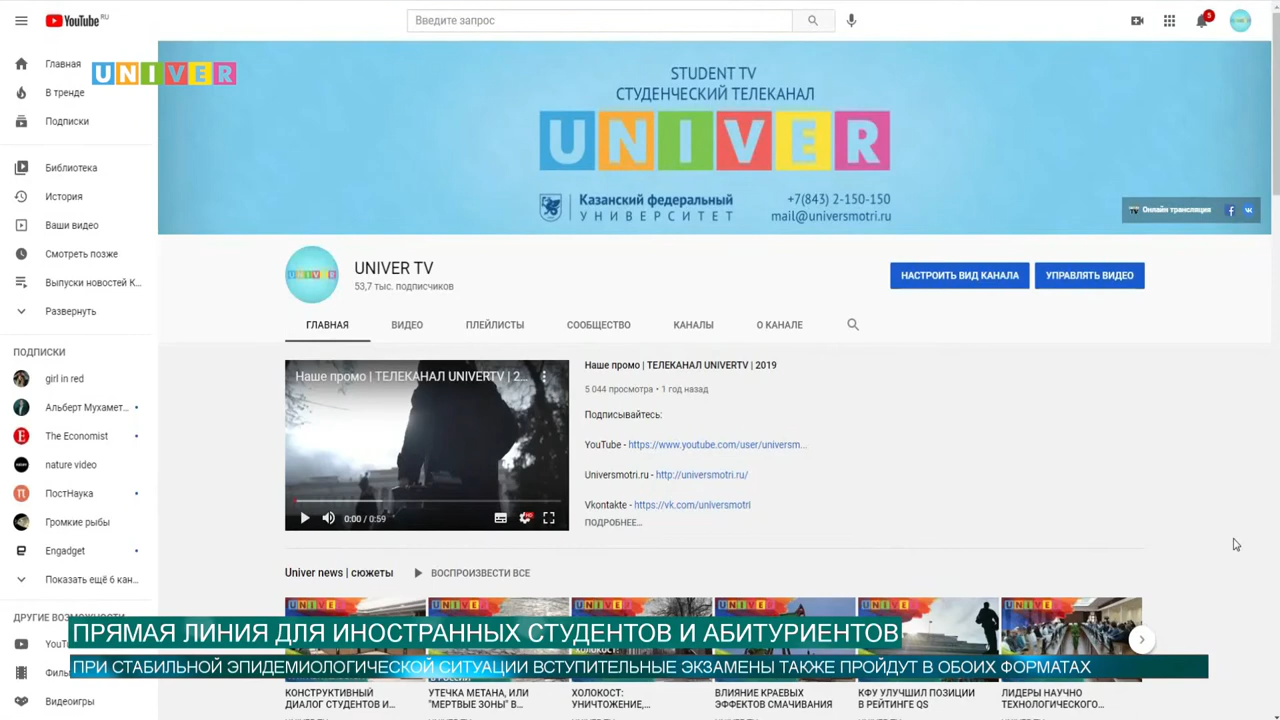 YouTube RU
Введите запрос
5
Главная
UNIVER
В тренде
Подписки
Библиотека
История
Ваши видео
Смотреть позже
Выпуски новостей К...
Развернуть
ПОДПИСКИ
girl in red
Альберт Мухамет...
The Economist
nature video
ПостНаука
Громкие рыбы
Engadget
Показать ещё 6 кан...
ДРУГИЕ ВОЗМОЖНОСТИ
Видеоигры
STUDENT TV
СТУДЕНЧЕСКИЙ ТЕЛЕКАНАЛ
UNIVER
Казанский федеральный
УНИВЕРСИТЕТ
+7(843) 2-150-150
mail@universmotri.ru
Онлайн трансляция
UNIVER TV
53,7 тыс. подписчиков
НАСТРОИТЬ ВИД КАНАЛА
УПРАВЛЯТЬ ВИДЕО
ГЛАВНАЯ ВИДЕО ПЛЕЙЛИСТЫ СООБЩЕСТВО КАНАЛЫ О КАНАЛЕ
Наше промо | ТЕЛЕКАНАЛ UNIVERTV | 2...
0:00 / 0:59
Наше промо | ТЕЛЕКАНАЛ UNIVERTV | 2019
5 044 просмотра • 1 год назад
Подписывайтесь:
YouTube - https://www.youtube.com/user/universm...
Universmotri.ru - http://universmotri.ru/
Vkontakte - https://vk.com/universmotri
ПОДРОБНЕЕ...
Univer news | сюжеты
ВОСПРОИЗВЕСТИ ВСЕ
ПРЯМАЯ ЛИНИЯ ДЛЯ ИНОСТРАННЫХ СТУДЕНТОВ И АБИТУРИЕНТОВ
ПРИ СТАБИЛЬНОЙ ЭПИДЕМИОЛОГИЧЕСКОЙ СИТУАЦИИ ВСТУПИТЕЛЬНЫЕ ЭКЗАМЕНЫ ТАКЖЕ ПРОЙДУТ В ОБОИХ ФОРМАТАХ
КОНСТРУКТИВНЫЙ
ДИАЛОГ СТУДЕНТОВ И...
УТЕЧКА МЕТАНА, ИЛИ
"МЕРТВЫЕ ЗОНЫ" В...
ХОЛОКОСТ:
УНИЧТОЖЕНИЕ,...
ВЛИЯНИЕ КРАЕВЫХ
ЭФФЕКТОВ СМАЧИВАНИЯ
КФУ УЛУЧШИЛ ПОЗИЦИИ
В РЕЙТИНГЕ QS
ЛИДЕРЫ НАУЧНО
ТЕХНОЛОГИЧЕСКОГО...